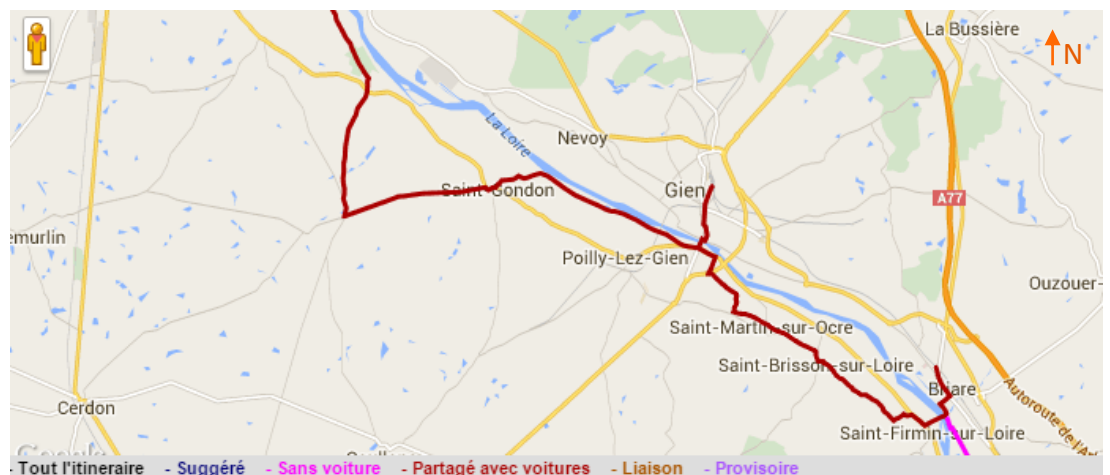 La Bussière
N
La Loire
Nevoy
Saint-Gondon
Gien
A77
Poilly-Lez-Gien
Ouzouer-
Saint-Martin-sur-Ocre
Saint-Brisson-sur-Loire
Briare
Cerdon
Autoroute de l'A
Saint-Firmin-sur-Loire
- Tout l'itineraire - Suggéré - Sans voiture - Partagé avec voitures - Liaison - Provisoire